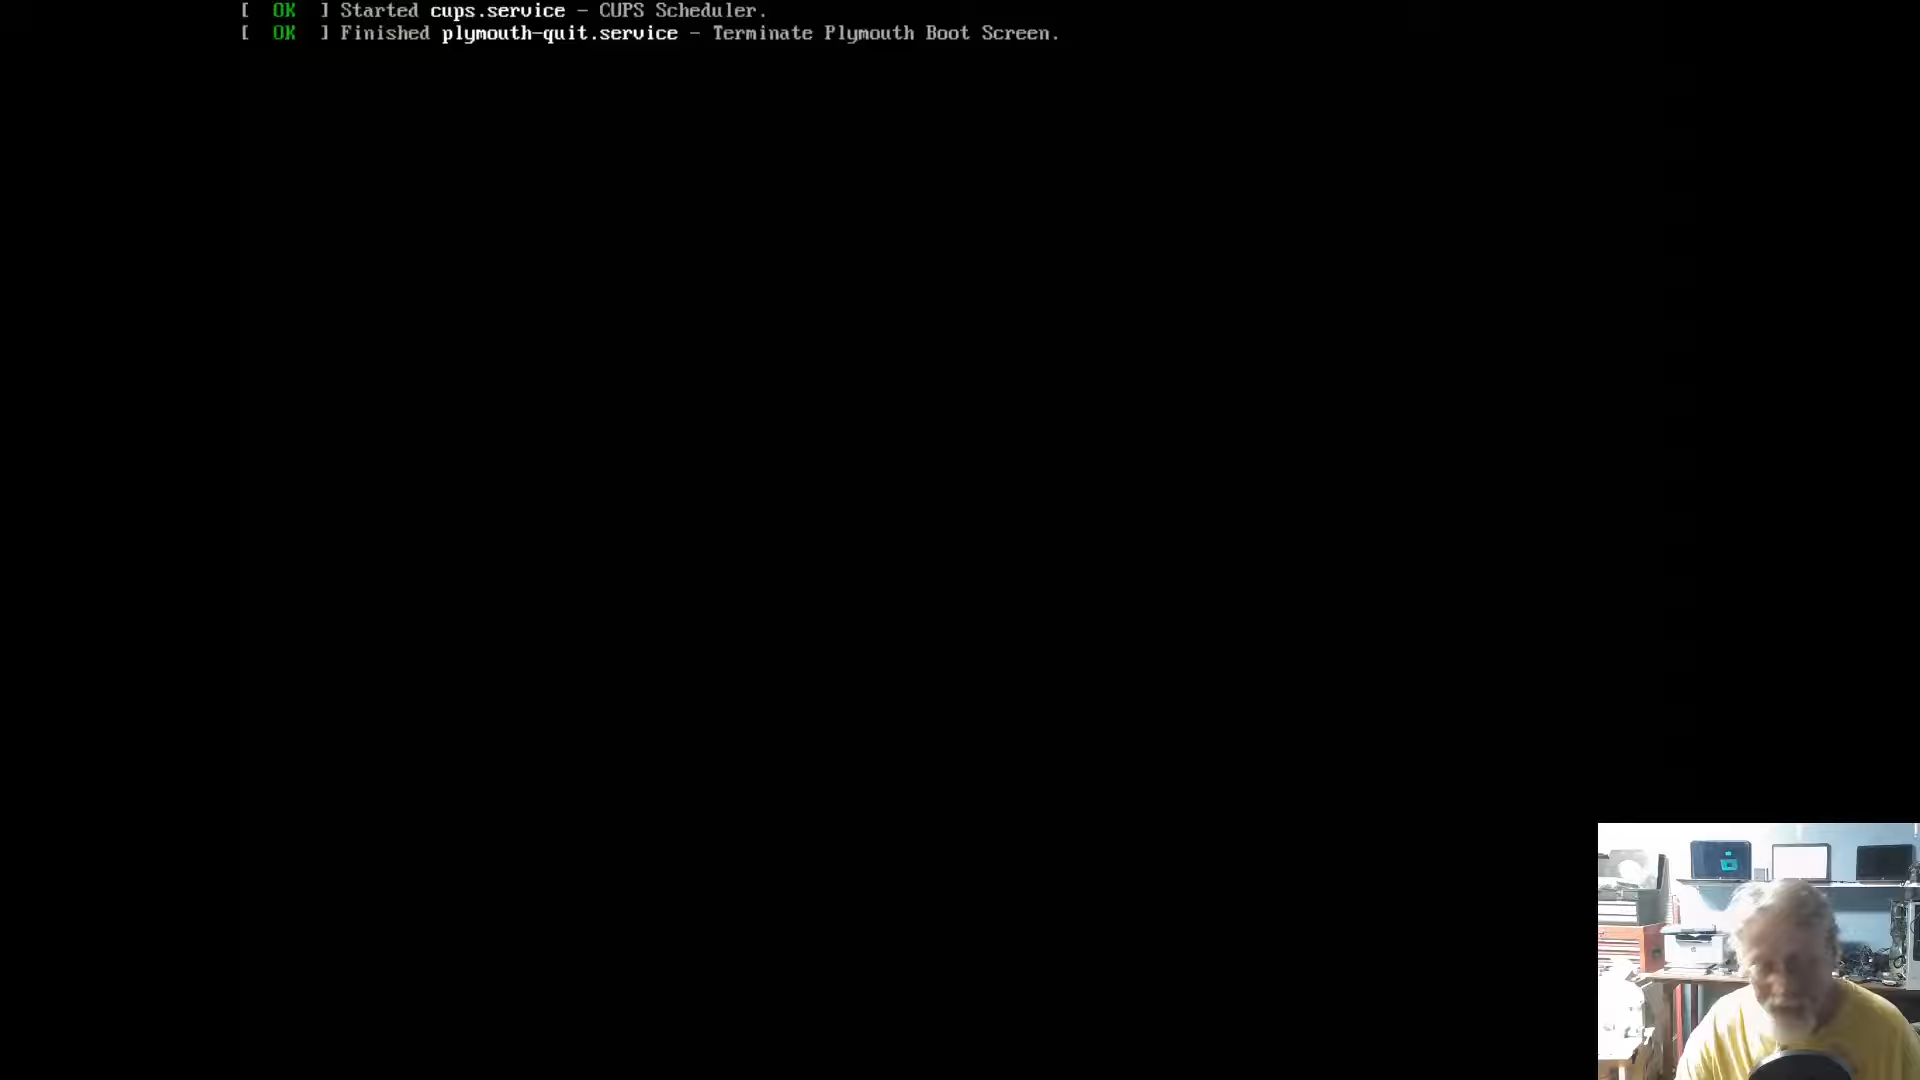 [  OK  ] Started cups.service - CUPS Scheduler.
[  OK  ] Finished plymouth-quit.service - Terminate Plymouth Boot Screen.